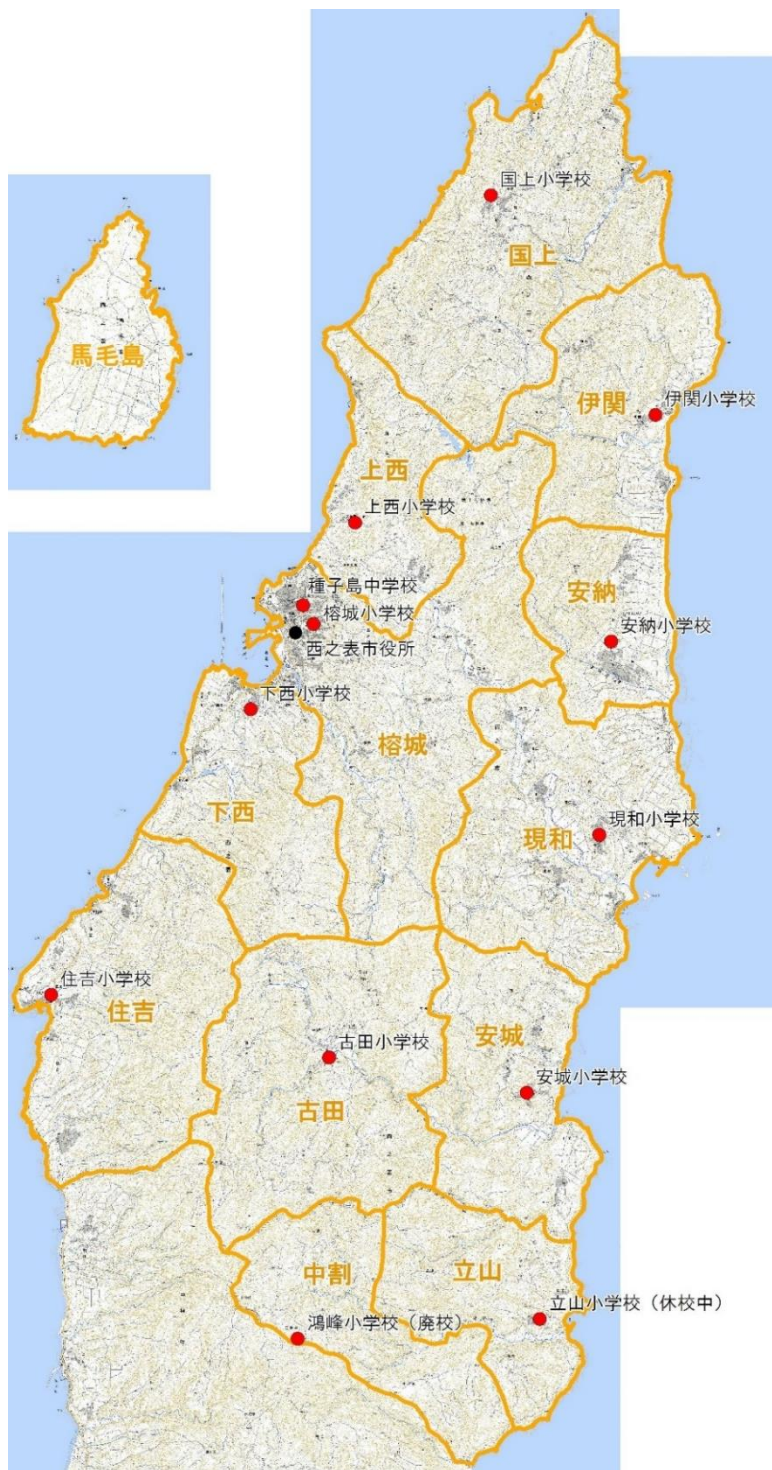 国上小学校
国上
馬毛島
伊関
伊関小学校
上西
上西小学校
安納
種子島中学校
榕城小学校
安納小学校
西之表市役所
下西小学校
榕城
下西
現和小学校
現和
住吉小学校
住吉
安城
古田小学校
安城小学校
古田
中割
立山
立山小学校（休校中）
鴻峰小学校（廃校）